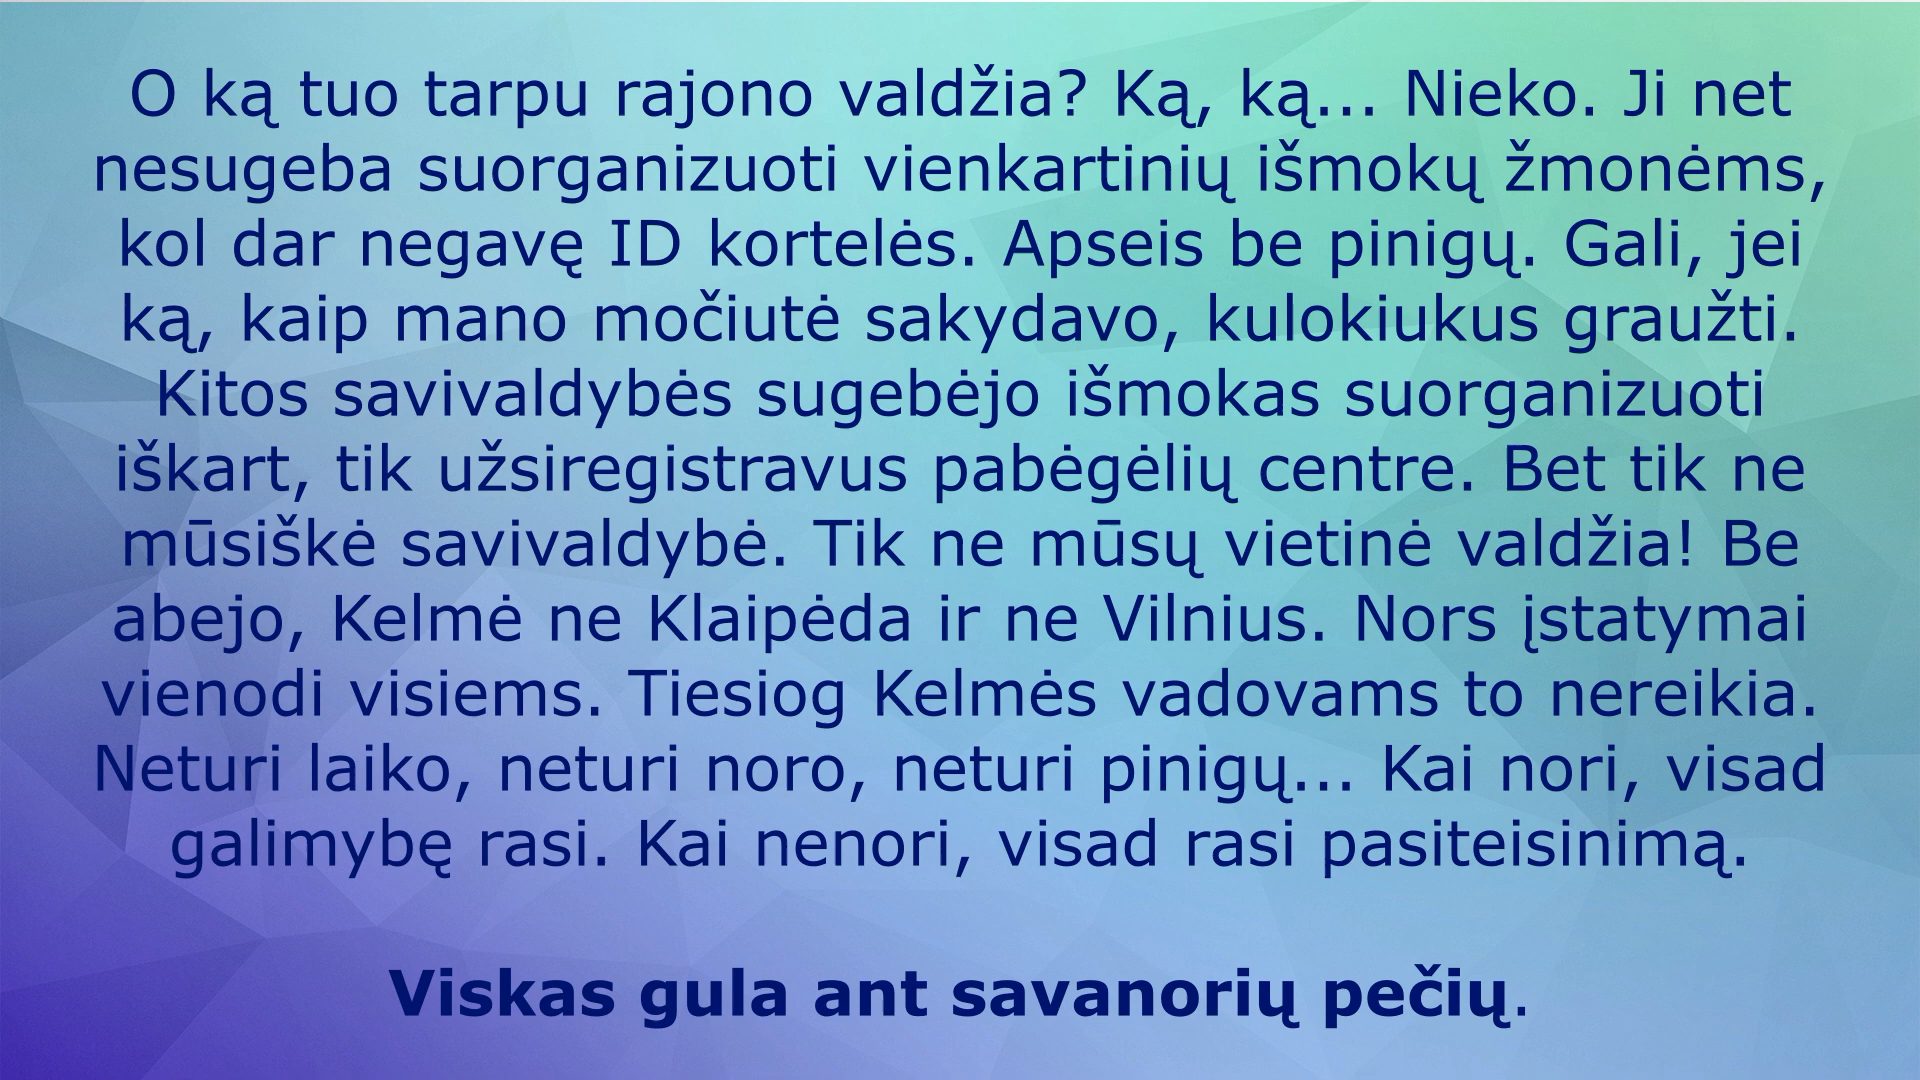 O ką tuo tarpu rajono valdžia? Ką, ką... Nieko. Ji net
nesugeba suorganizuoti vienkartinių išmokų žmonėms,
kol dar negavę ID kortelės. Apseis be pinigų. Gali, jei
ką, kaip mano močiutė sakydavo, kulokiukus graužti.
Kitos savivaldybės sugebėjo išmokas suorganizuoti
iškart, tik užsiregistravus pabėgėlių centre. Bet tik ne
mūsiškė savivaldybė. Tik ne mūsų vietinė valdžia! Be
abejo, Kelmė ne Klaipėda ir ne Vilnius. Nors įstatymai
vienodi visiems. Tiesiog Kelmės vadovams to nereikia.
Neturi laiko, neturi noro, neturi pinigų... Kai nori, visad
galimybę rasi. Kai nenori, visad rasi pasiteisinimą.
Viskas gula ant savanorių pečių.